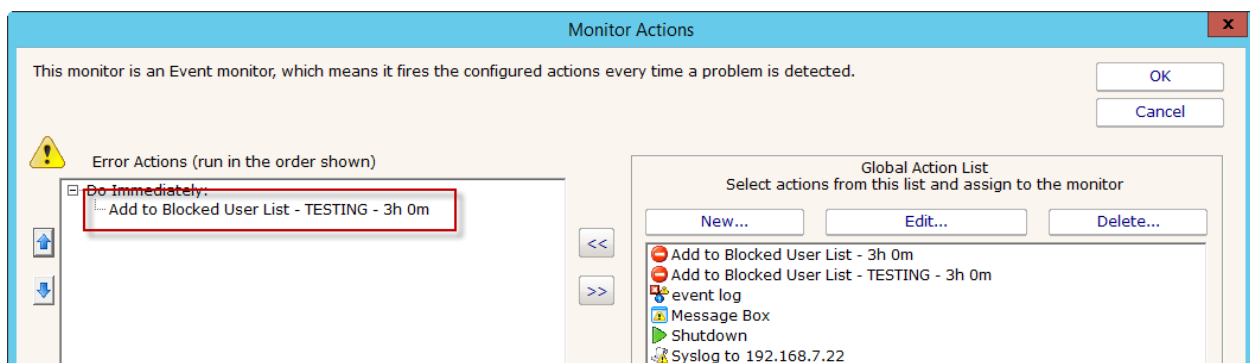 Monitor Actions
x
This monitor is an Event monitor, which means it fires the configured actions every time a problem is detected.
OK
Cancel
Error Actions (run in the order shown)
Do Immediately:
Add to Blocked User List - TESTING - 3h 0m
<<
>>
Global Action List
Select actions from this list and assign to the monitor
New...
Edit...
Delete...
Add to Blocked User List - 3h 0m
Add to Blocked User List - TESTING - 3h 0m
event log
Message Box
Shutdown
Syslog to 192.168.7.22